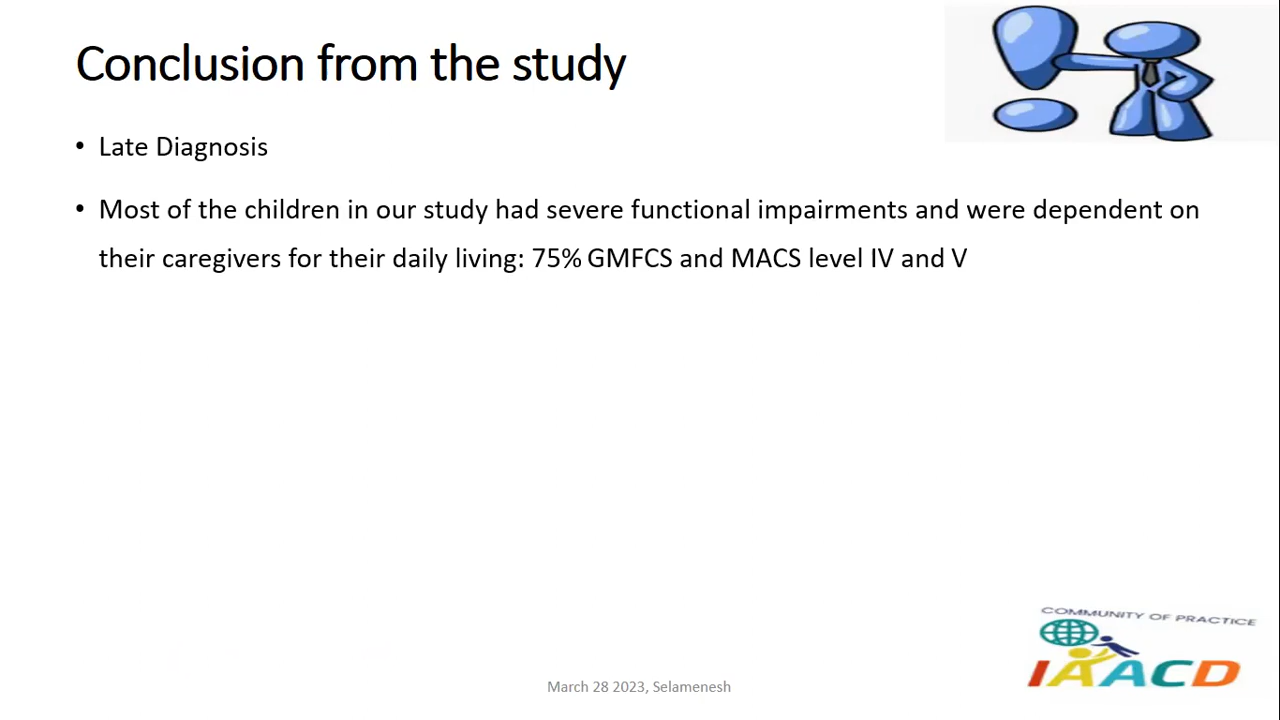 Conclusion from the study
• Late Diagnosis
• Most of the children in our study had severe functional impairments and were dependent on
their caregivers for their daily living: 75% GMFCS and MACS level IV and V
COMMUNITY OF PRACTICE
IAACD
March 28 2023, Selamenesh